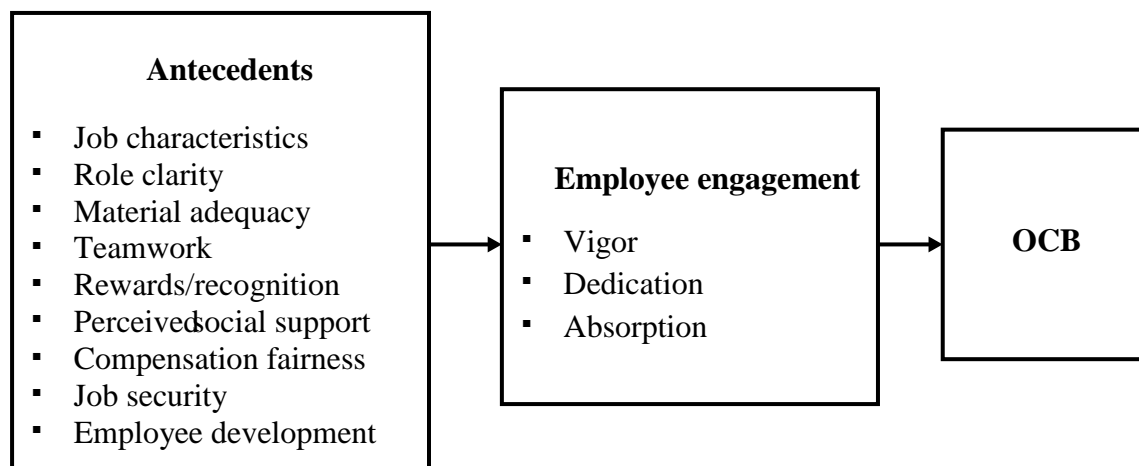 Antecedents
▪ Job characteristics
▪ Role clarity
▪ Material adequacy
▪ Teamwork
▪ Rewards/recognition
▪ Perceivedsocial support
▪ Compensation fairness
▪ Job security
▪ Employee development
Employee engagement
▪ Vigor
▪ Dedication
▪ Absorption
OCB